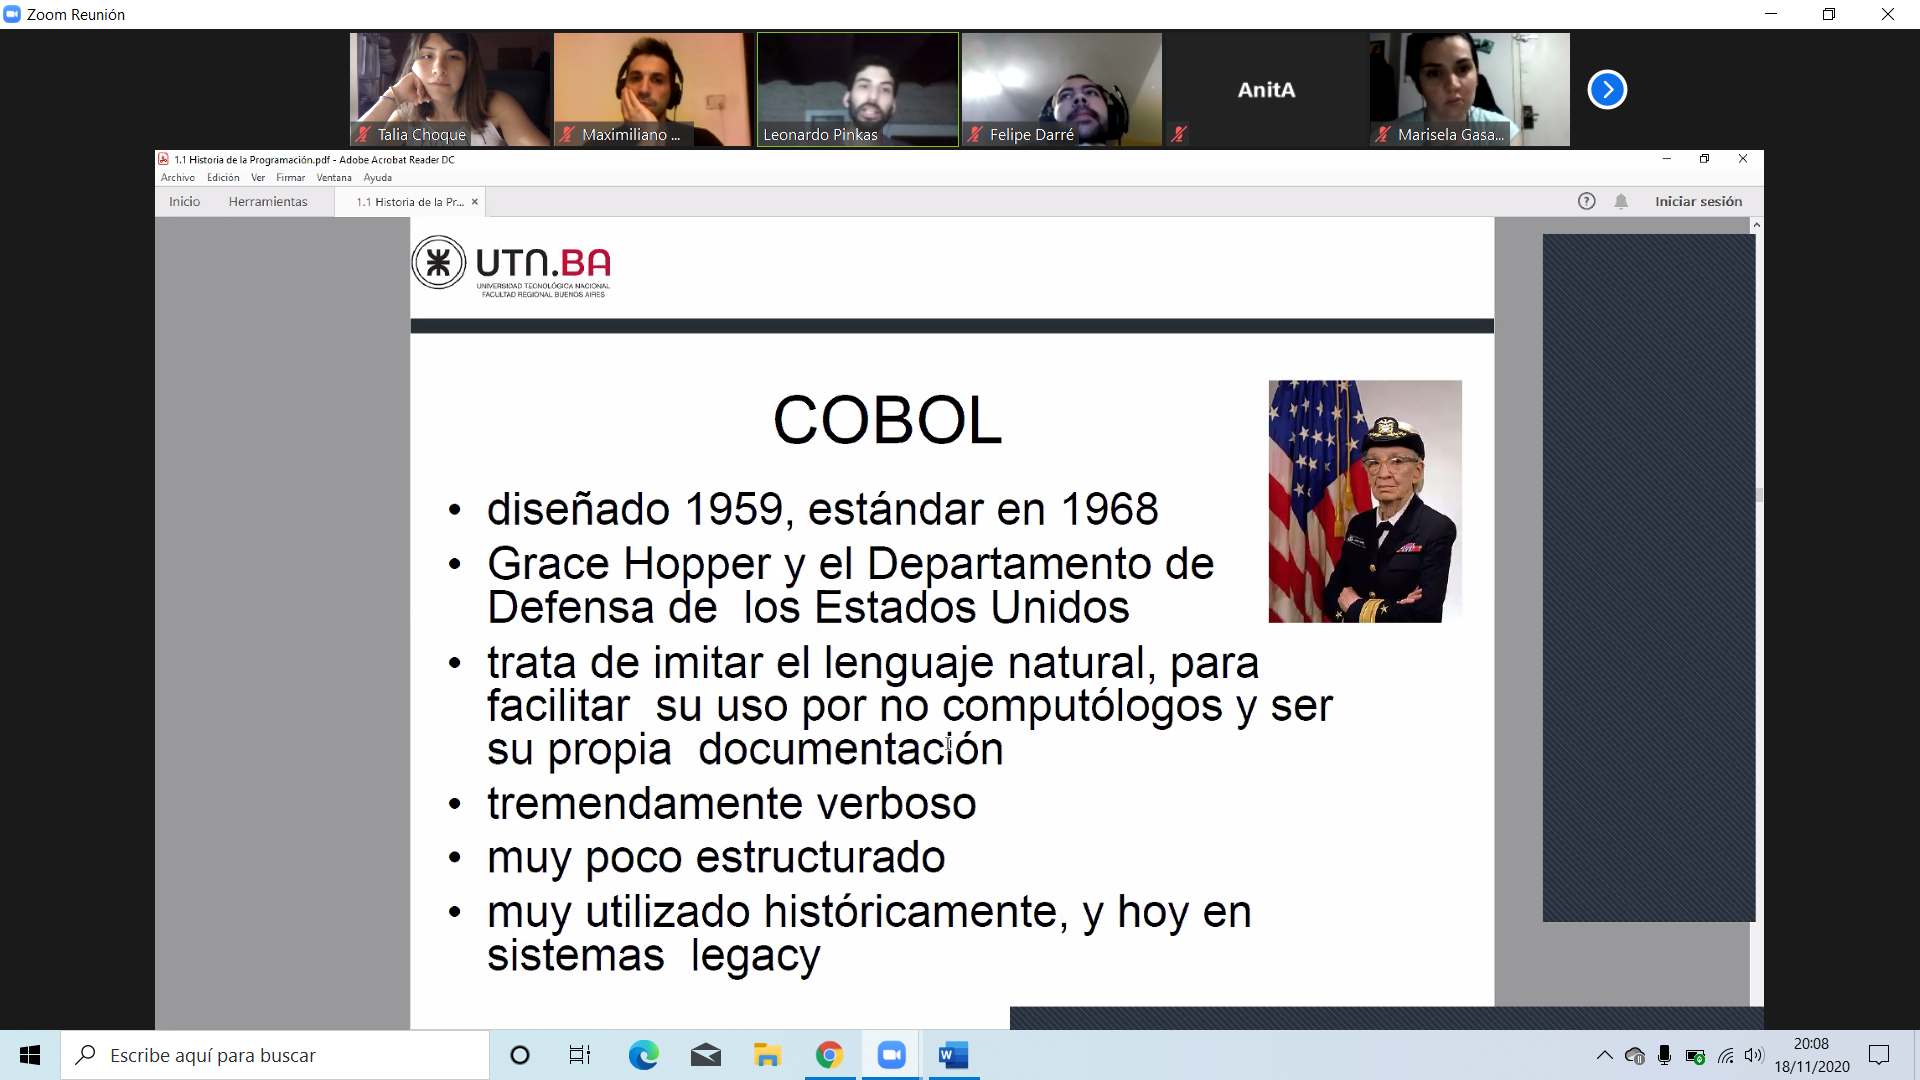 Zoom Reunión
Talia Choque
Maximiliano ...
Leonardo Pinkas
Felipe Darré
AnitA
Marisela Gasa...
1.1 Historia de la Programación.pdf - Adobe Acrobat Reader DC
Archivo Edición Ver Firmar Ventana Ayuda
Inicio Herramientas 1.1 Historia de la Pr... × Iniciar sesión
UTN.BA
UNIVERSIDAD TECNOLÓGICA NACIONAL
FACULTAD REGIONAL BUENOS AIRES
COBOL
• diseñado 1959, estándar en 1968
• Grace Hopper y el Departamento de
Defensa de los Estados Unidos
• trata de imitar el lenguaje natural, para
facilitar su uso por no computólogos y ser
su propia documentación
• tremendamente verboso
• muy poco estructurado
• muy utilizado históricamente, y hoy en
sistemas legacy
Escribe aquí para buscar
20:08
18/11/2020